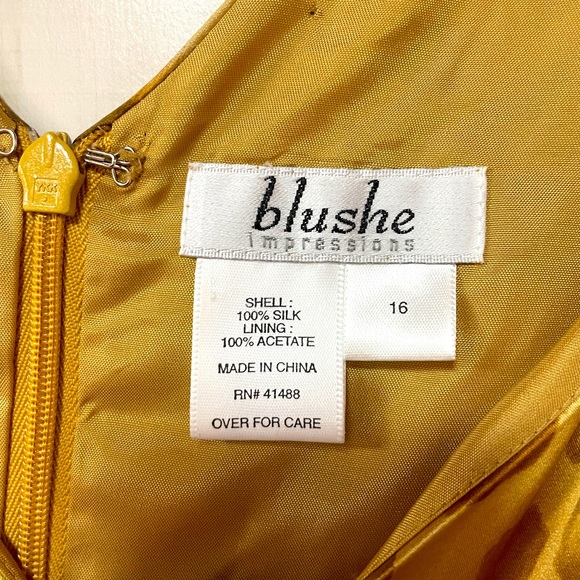 blushe
impressions
SHELL :
100% SILK
LINING :
100% ACETATE
MADE IN CHINA
RN# 41488
OVER FOR CARE
16